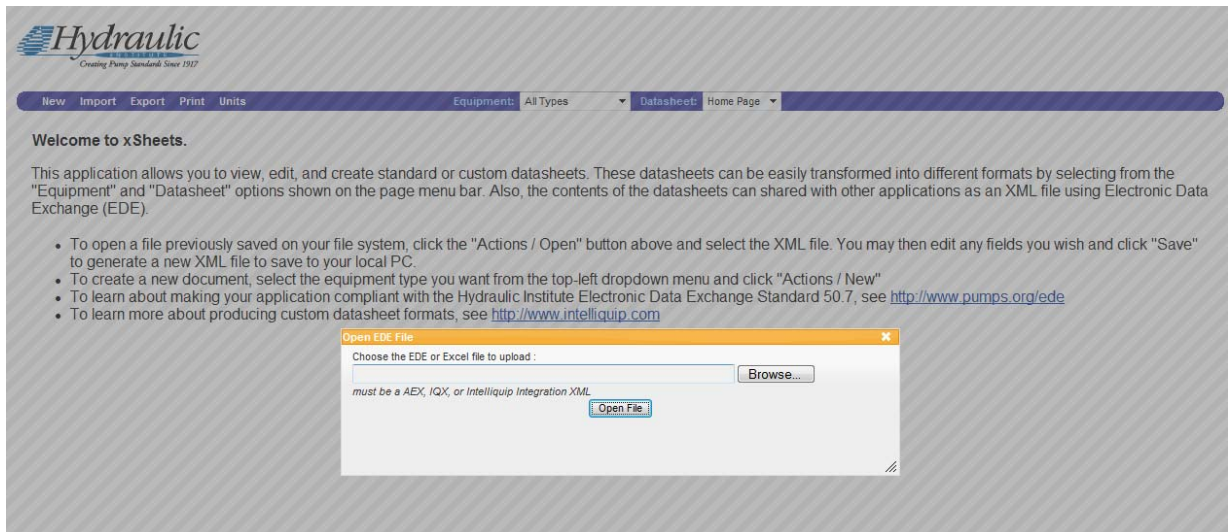 Hydraulic
INSTITUTE
Creating Pump Standards Since 1917
New Import Export Print Units Equipment: All Types Datasheet: Home Page
Welcome to xSheets.
This application allows you to view, edit, and create standard or custom datasheets. These datasheets can be easily transformed into different formats by selecting from the
"Equipment" and "Datasheet" options shown on the page menu bar. Also, the contents of the datasheets can shared with other applications as an XML file using Electronic Data
Exchange (EDE).
• To open a file previously saved on your file system, click the "Actions / Open" button above and select the XML file. You may then edit any fields you wish and click "Save"
to generate a new XML file to save to your local PC.
• To create a new document, select the equipment type you want from the top-left dropdown menu and click "Actions / New"
• To learn about making your application compliant with the Hydraulic Institute Electronic Data Exchange Standard 50.7, see http://www.pumps.org/ede
• To learn more about producing custom datasheet formats, see http://www.intelliquip.com
Open EDE File
Choose the EDE or Excel file to upload :
Browse...
must be a AEX, IQX, or Intelliquip Integration XML
Open File